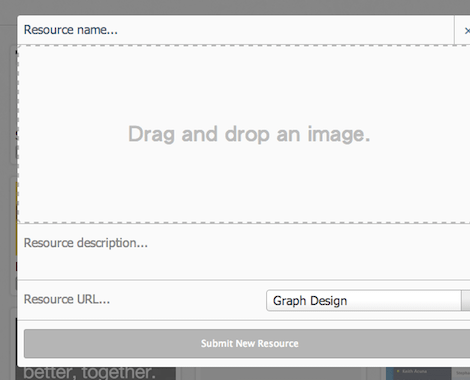 Resource name...
Drag and drop an image.
Resource description...
Resource URL...
Graph Design
Submit New Resource
better, together.